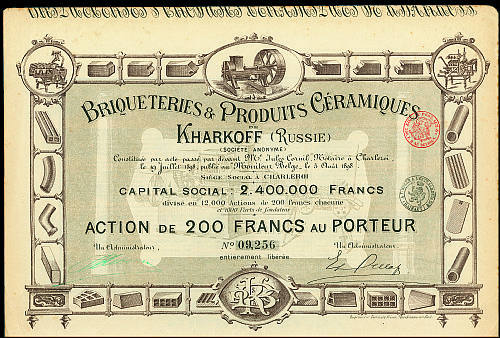 BRIQUETERIES & PRODUITS CÉRAMIQUES
DE
KHARKOFF (RUSSIE)
(SOCIÉTÉ ANONYME)
Constituée par acte passé par devant Me Jules Cornil, Notaire à Charleroi
le 19 juillet 1898, publié au Moniteur Belge, le 5 Août 1898.
SIÈGE SOCIAL À CHARLEROI
CAPITAL SOCIAL: 2.400.000 FRANCS
divisé en 12,000 Actions de 200 francs chacune
et 6000 Parts de fondateur
ACTION DE 200 FRANCS AU PORTEUR
Un Administrateur, No 09,256 Un Administrateur,
entièrement libérée.